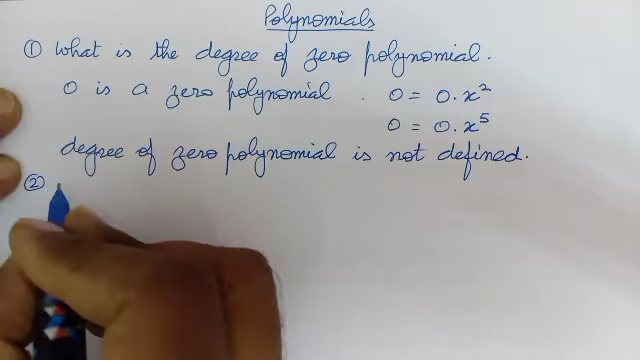 Polynomials
① What is the degree of zero polynomial.
0 is a zero polynomial . 0 = 0.x²
0 = 0.x⁵
degree of zero polynomial is not defined.
②